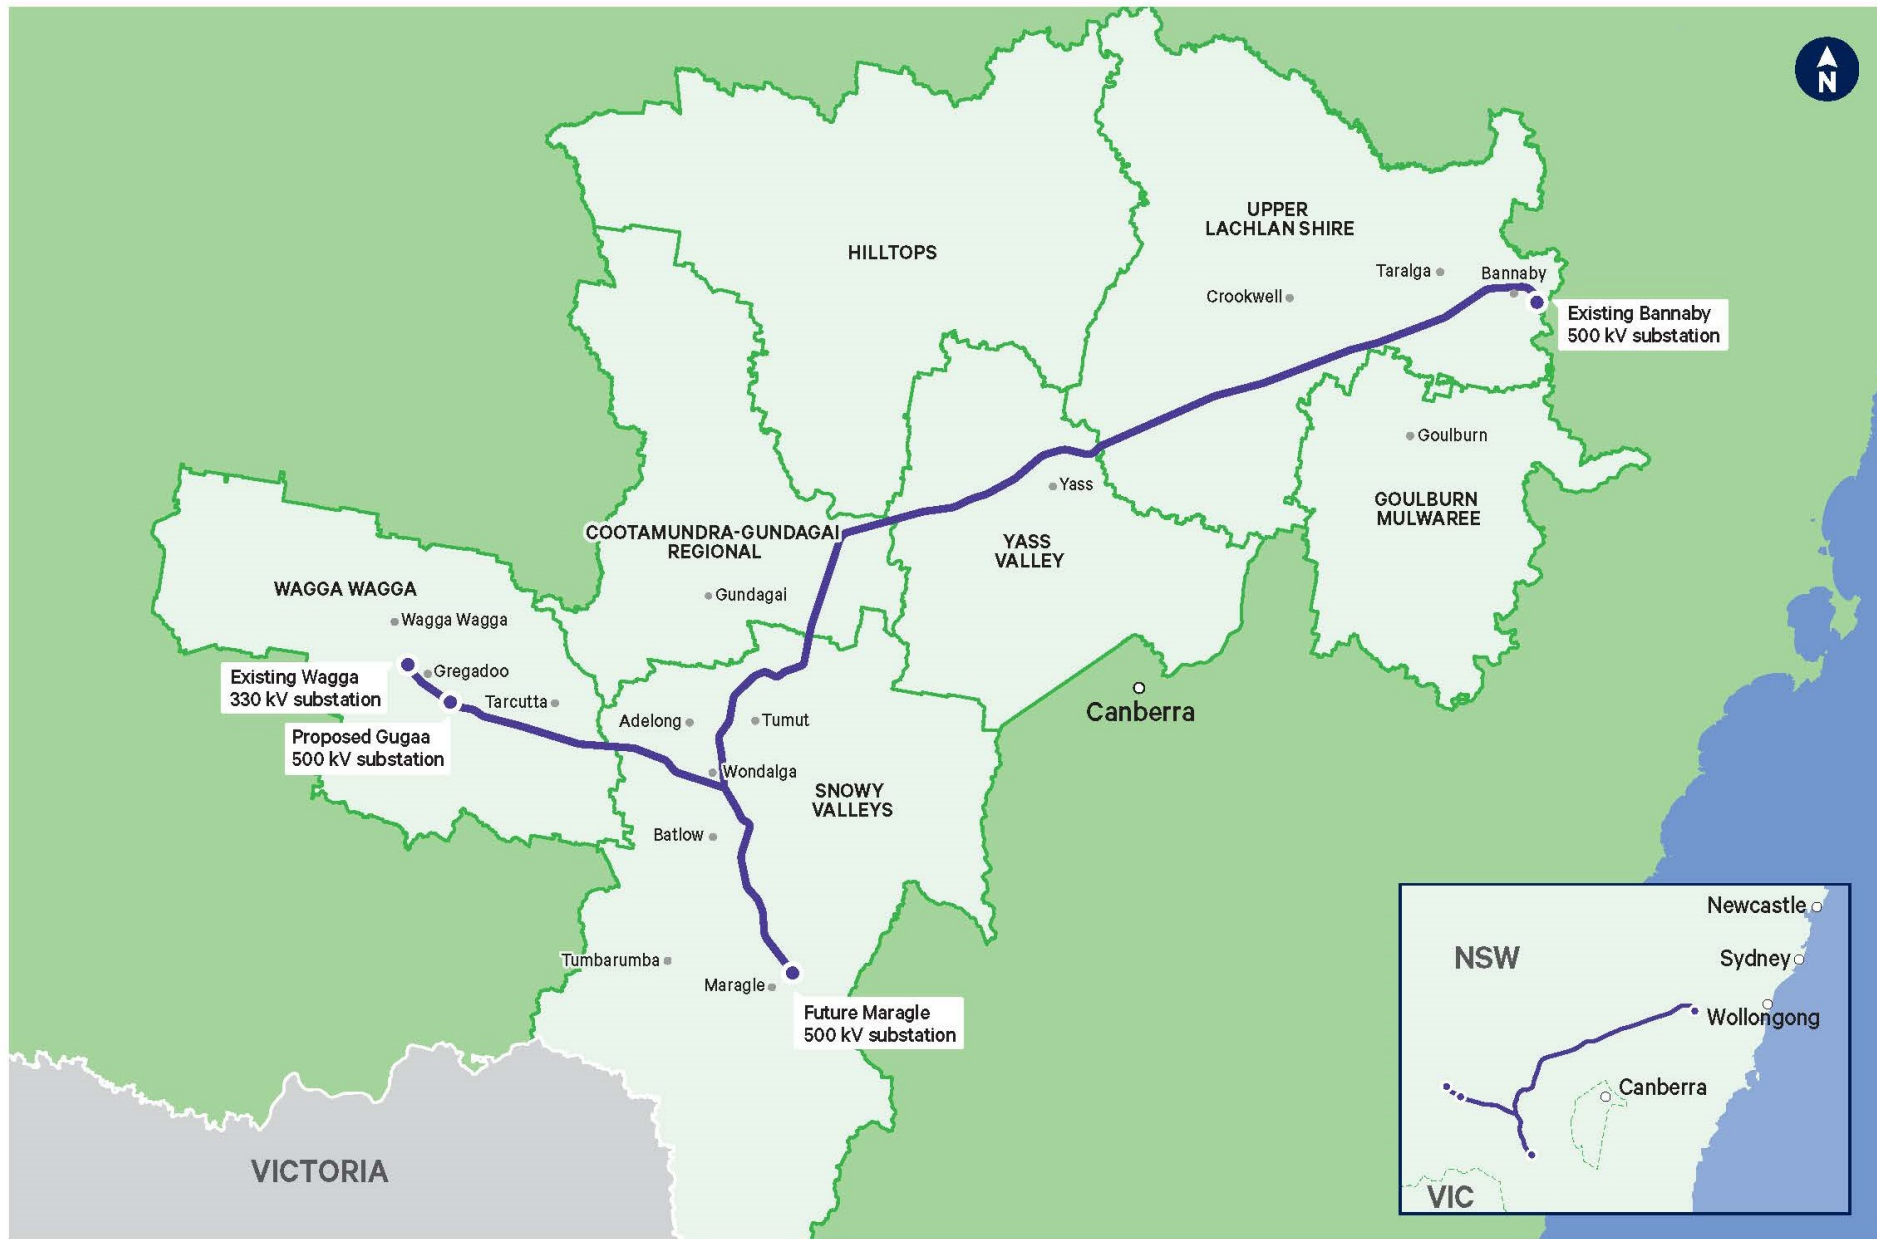 N
HILLTOPS
UPPER
LACHLAN SHIRE
Taralga
Bannaby
Crookwell
Existing Bannaby
500 kV substation
Goulburn
GOULBURN
MULWAREE
Yass
YASS
VALLEY
COOTAMUNDRA-GUNDAGAI
REGIONAL
Gundagai
WAGGA WAGGA
Wagga Wagga
Gregadoo
Existing Wagga
330 kV substation
Tarcutta
Proposed Gugaa
500 kV substation
Adelong
Tumut
Canberra
Wondalga
SNOWY
VALLEYS
Batlow
Tumbarumba
Maragle
Future Maragle
500 kV substation
VICTORIA
Newcastle
NSW
Sydney
Wollongong
Canberra
VIC